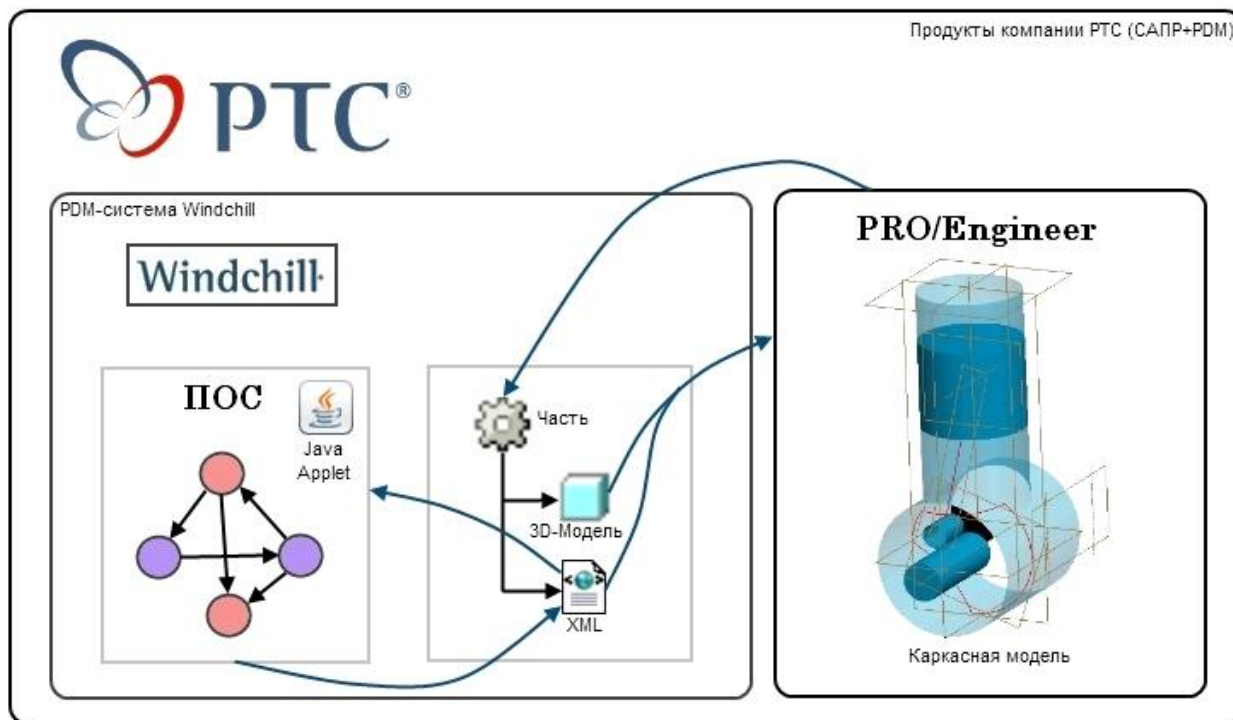 Продукты компании PTC (САПР+PDM)
PTC®
PDM-система Windchill
Windchill
PRO/Engineer
ПОС
Java
Applet
Часть
3D-Модель
XML
Каркасная модель